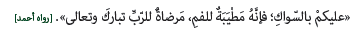 «عليكمْ بالسّواكِ؛ فإنَّهُ مَطْيَبَةٌ للفمِ، مَرضاةٌ للرّبِّ تباركَ وتعالى». [رواه أحمد]